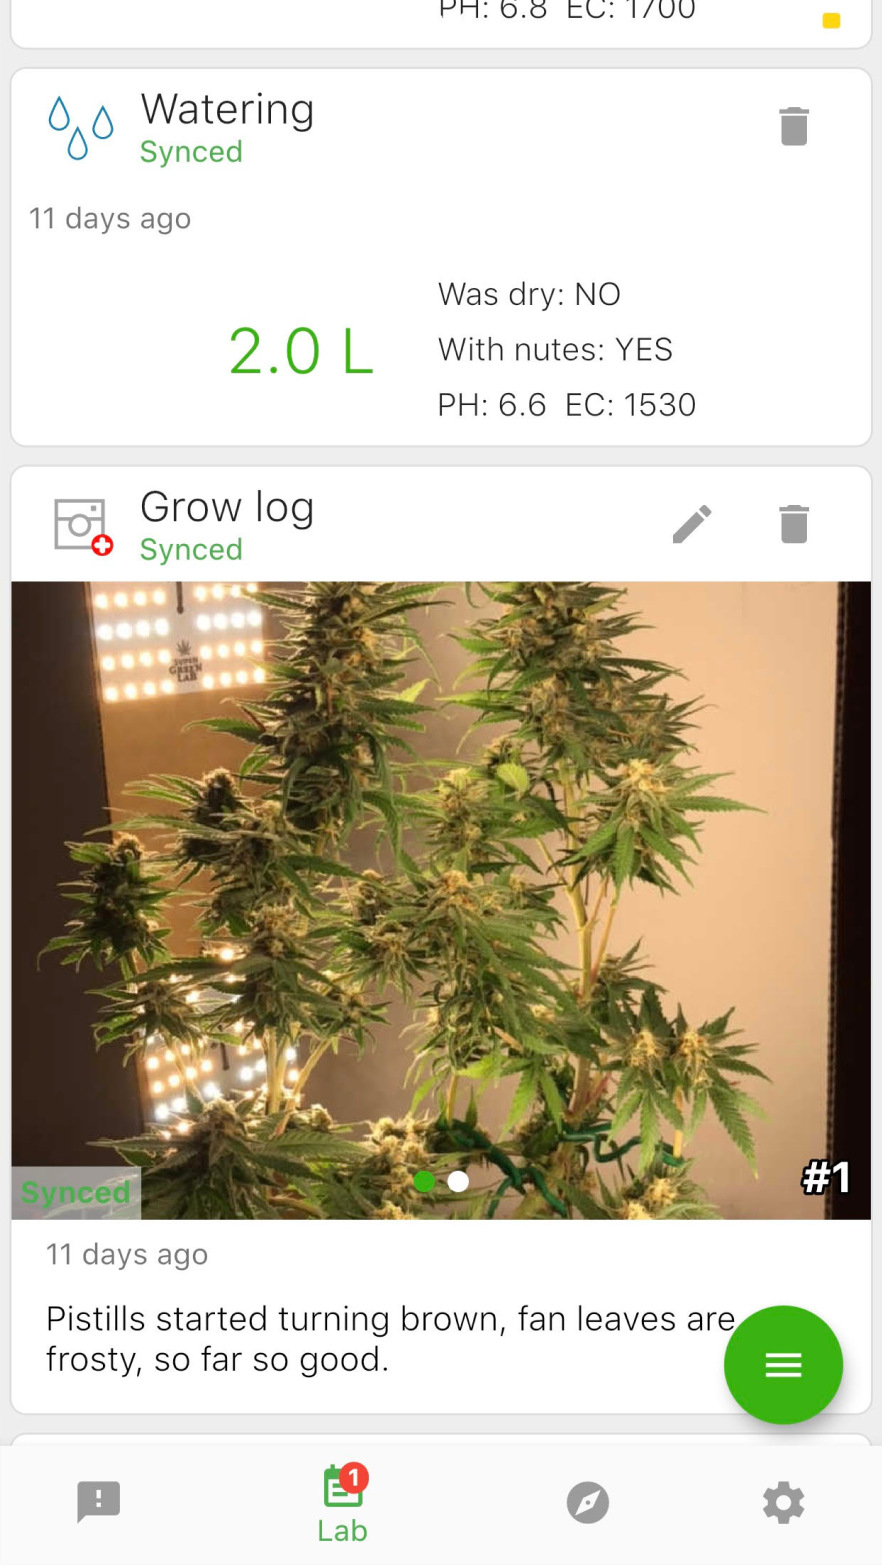 PH: 6.8 EC: 1700
Watering
Synced
11 days ago
2.0 L
Was dry: NO
With nutes: YES
PH: 6.6 EC: 1530
Grow log
Synced
SUPER
GREEN
LAB
Synced
#1
11 days ago
Pistills started turning brown, fan leaves are
frosty, so far so good.
1
Lab